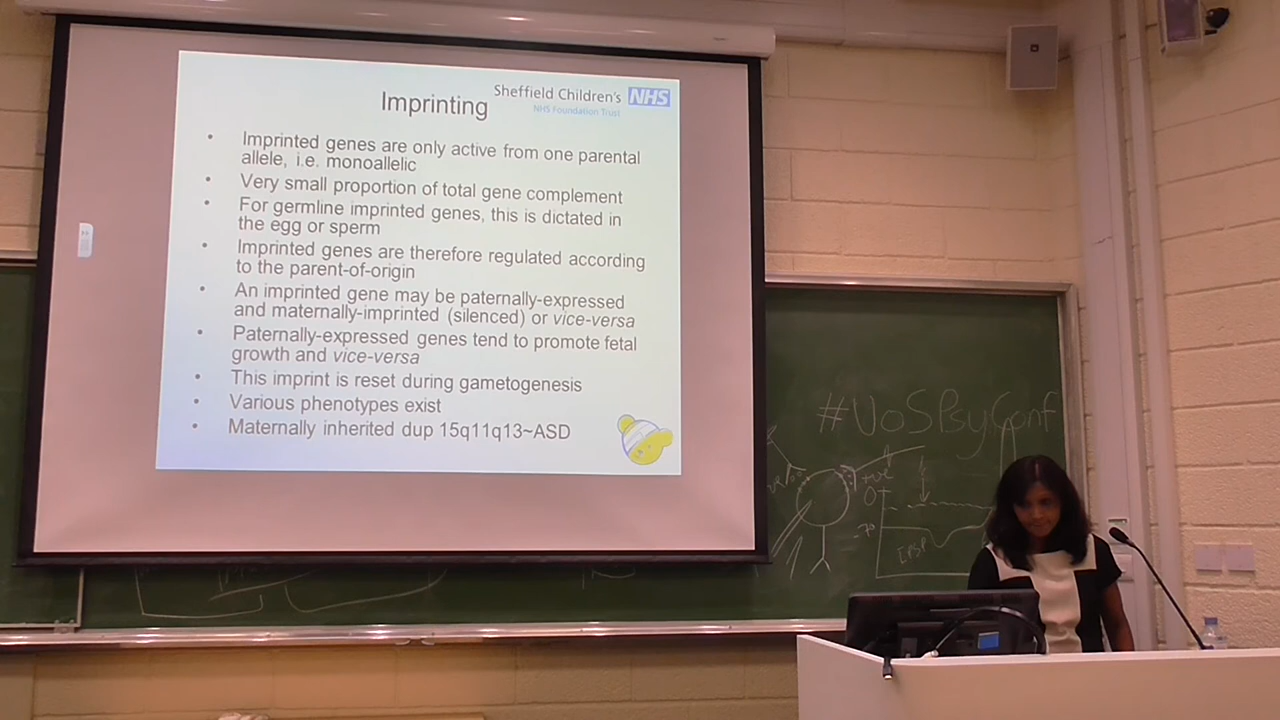 Imprinting
Sheffield Children's NHS
NHS Foundation Trust
• Imprinted genes are only active from one parental
allele, i.e. monoallelic
• Very small proportion of total gene complement
• For germline imprinted genes, this is dictated in
the egg or sperm
• Imprinted genes are therefore regulated according
to the parent-of-origin
• An imprinted gene may be paternally-expressed
and maternally-imprinted (silenced) or vice-versa
• Paternally-expressed genes tend to promote fetal
growth and vice-versa
• This imprint is reset during gametogenesis
• Various phenotypes exist
• Maternally inherited dup 15q11q13~ASD
#UoSPsyConf
+ve
0
-70
IPSP